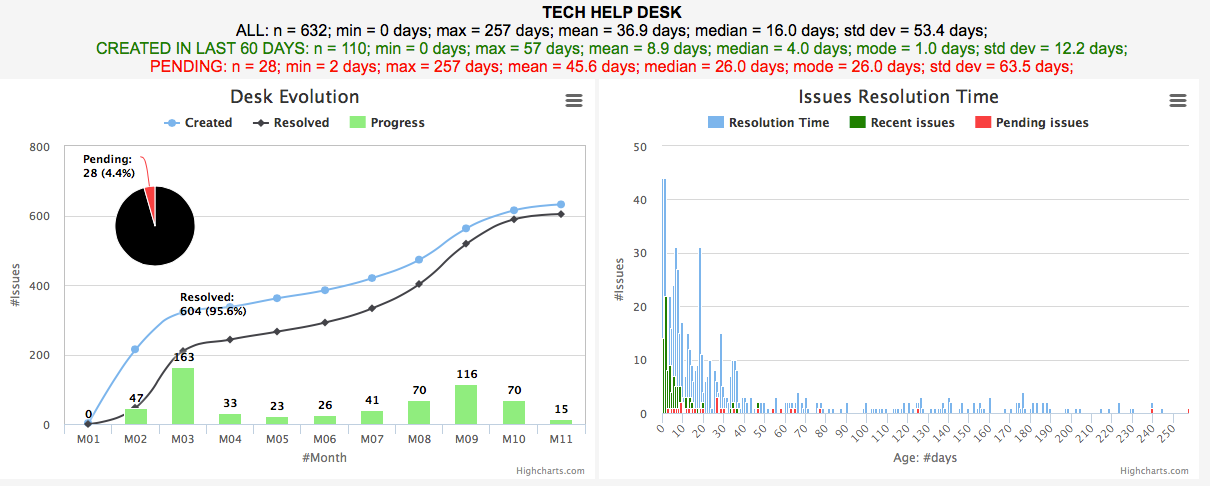 TECH HELP DESK
ALL: n = 632; min = 0 days; max = 257 days; mean = 36.9 days; median = 16.0 days; std dev = 53.4 days;
CREATED IN LAST 60 DAYS: n = 110; min = 0 days; max = 57 days; mean = 8.9 days; median = 4.0 days; mode = 1.0 days; std dev = 12.2 days;
PENDING: n = 28; min = 2 days; max = 257 days; mean = 45.6 days; median = 26.0 days; mode = 26.0 days; std dev = 63.5 days;
Desk Evolution
Created Resolved Progress
#Issues
800
600
400
200
0
Pending:
28 (4.4%)
Resolved:
604 (95.6%)
0 47 163 33 23 26 41 70 116 70 15
M01 M02 M03 M04 M05 M06 M07 M08 M09 M10 M11
#Month
Highcharts.com
Issues Resolution Time
Resolution Time Recent issues Pending issues
#Issues
50
40
30
20
10
0
0 10 20 30 40 50 60 70 80 90 100 110 120 130 140 150 160 170 180 190 200 210 220 230 240 250
Age: #days
Highcharts.com